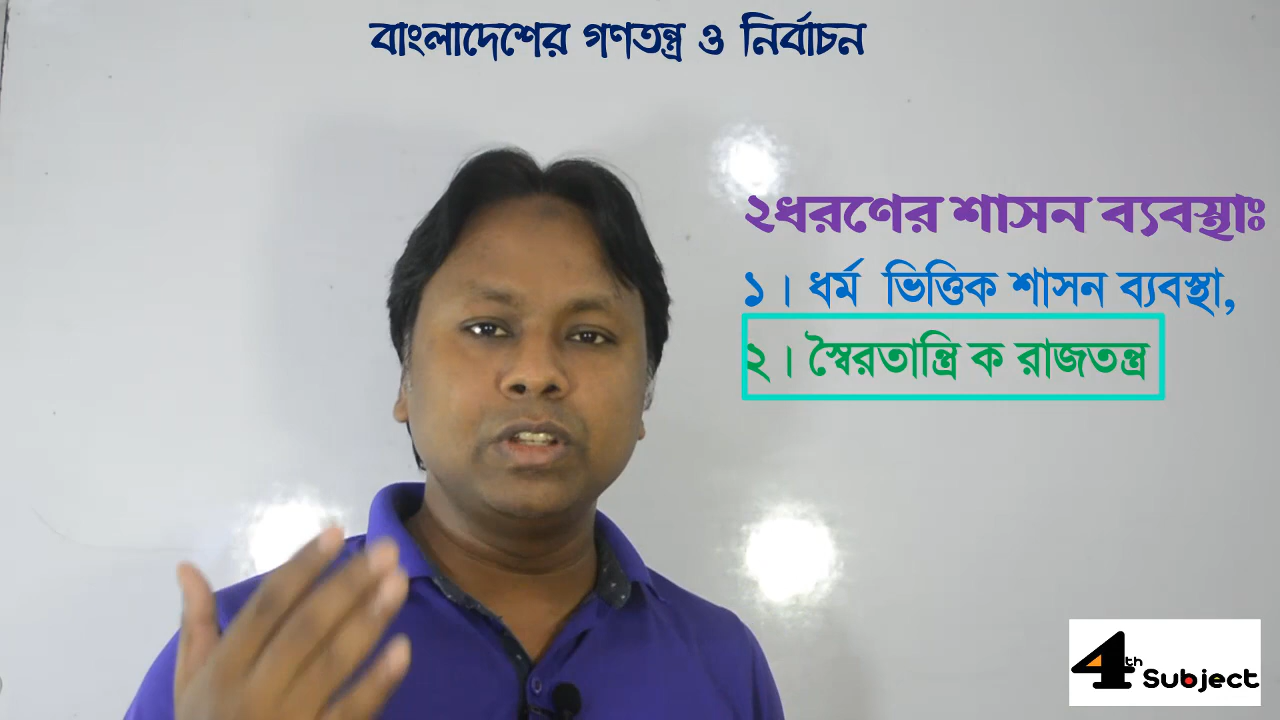 বাংলাদেশের গণতন্ত্র ও নির্বাচন
২ধরণের শাসন ব্যবস্থাঃ
১। ধর্ম ভিত্তিক শাসন ব্যবস্থা,
২। স্বৈরতান্ত্রি ক রাজতন্ত্র
4th Subject